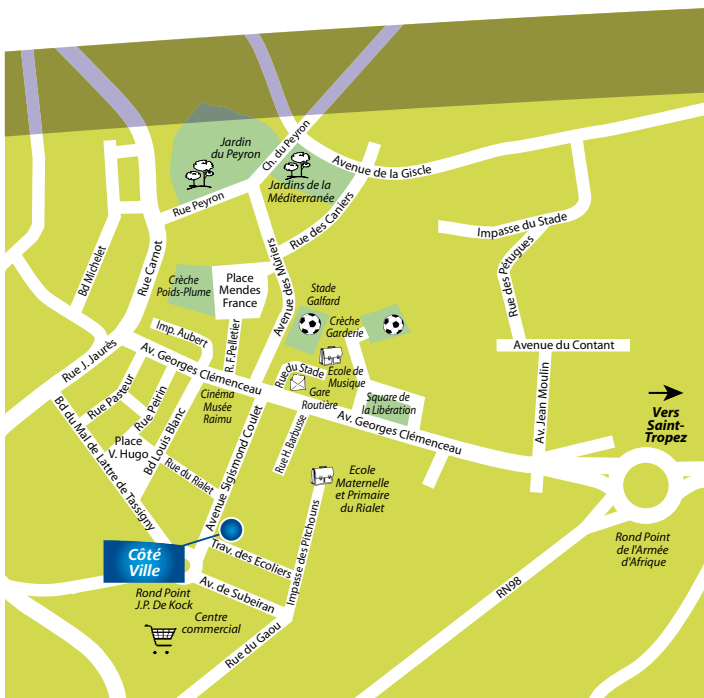 Jardin
du Peyron
Ch. du Peyron
Avenue de la Giscle
Jardins de la
Méditerranée
Rue Peyron
Rue des Caniers
Impasse du Stade
Bd Michelet
Rue Carnot
Crèche
Poids-Plume
Place
Mendes
France
Avenue des Mûriers
Stade
Galfard
Rue des Pétugues
Crèche
Garderie
Imp. Aubert
R. F.Pelletier
Avenue du Contant
Rue J. Jaurès
Av. Georges Clémenceau
Rue du Stade
Ecole de
Musique
Rue Pasteur
Rue Peirin
Cinéma
Musée
Raimu
Gare
Routière
Square de
la Libération
Av. Jean Moulin
Vers
Saint-
Tropez
Av. Georges Clémenceau
Bd du Mal de Lattre de Tassigny
Place
V. Hugo
Bd Louis Blanc
Rue du Rialet
Avenue Sigismond Coulet
Rue H. Barbusse
Ecole
Maternelle
et Primaire
du Rialet
Impasse des Pitchouns
Côté
Ville
Trav. des Ecoliers
Rond Point
de l'Armée
d'Afrique
Av. de Subeiran
RN98
Rond Point
J.P. De Kock
Centre
commercial
Rue du Gaou